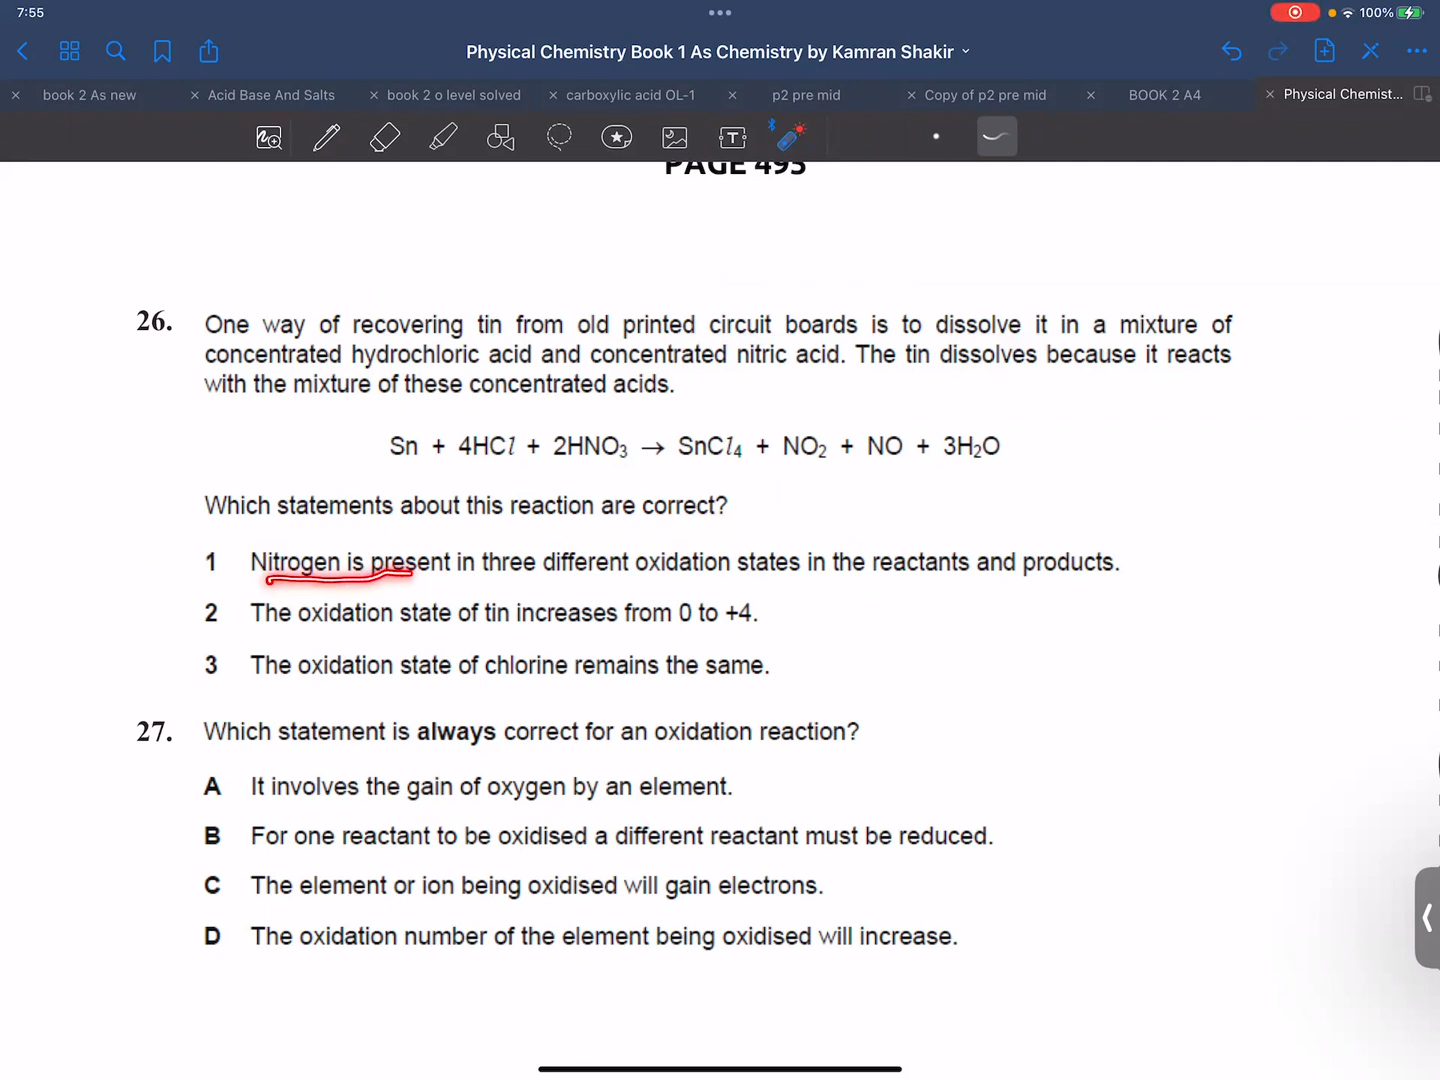 7:55
100%
Physical Chemistry Book 1 As Chemistry by Kamran Shakir
book 2 As new
Acid Base And Salts
book 2 o level solved
carboxylic acid OL-1
p2 pre mid
Copy of p2 pre mid
BOOK 2 A4
Physical Chemist...
PAGE 495
26. One way of recovering tin from old printed circuit boards is to dissolve it in a mixture of
concentrated hydrochloric acid and concentrated nitric acid. The tin dissolves because it reacts
with the mixture of these concentrated acids.
Sn + 4HCl + 2HNO₃ → SnCl₄ + NO₂ + NO + 3H₂O
Which statements about this reaction are correct?
1 Nitrogen is present in three different oxidation states in the reactants and products.
2 The oxidation state of tin increases from 0 to +4.
3 The oxidation state of chlorine remains the same.
27. Which statement is always correct for an oxidation reaction?
A It involves the gain of oxygen by an element.
B For one reactant to be oxidised a different reactant must be reduced.
C The element or ion being oxidised will gain electrons.
D The oxidation number of the element being oxidised will increase.